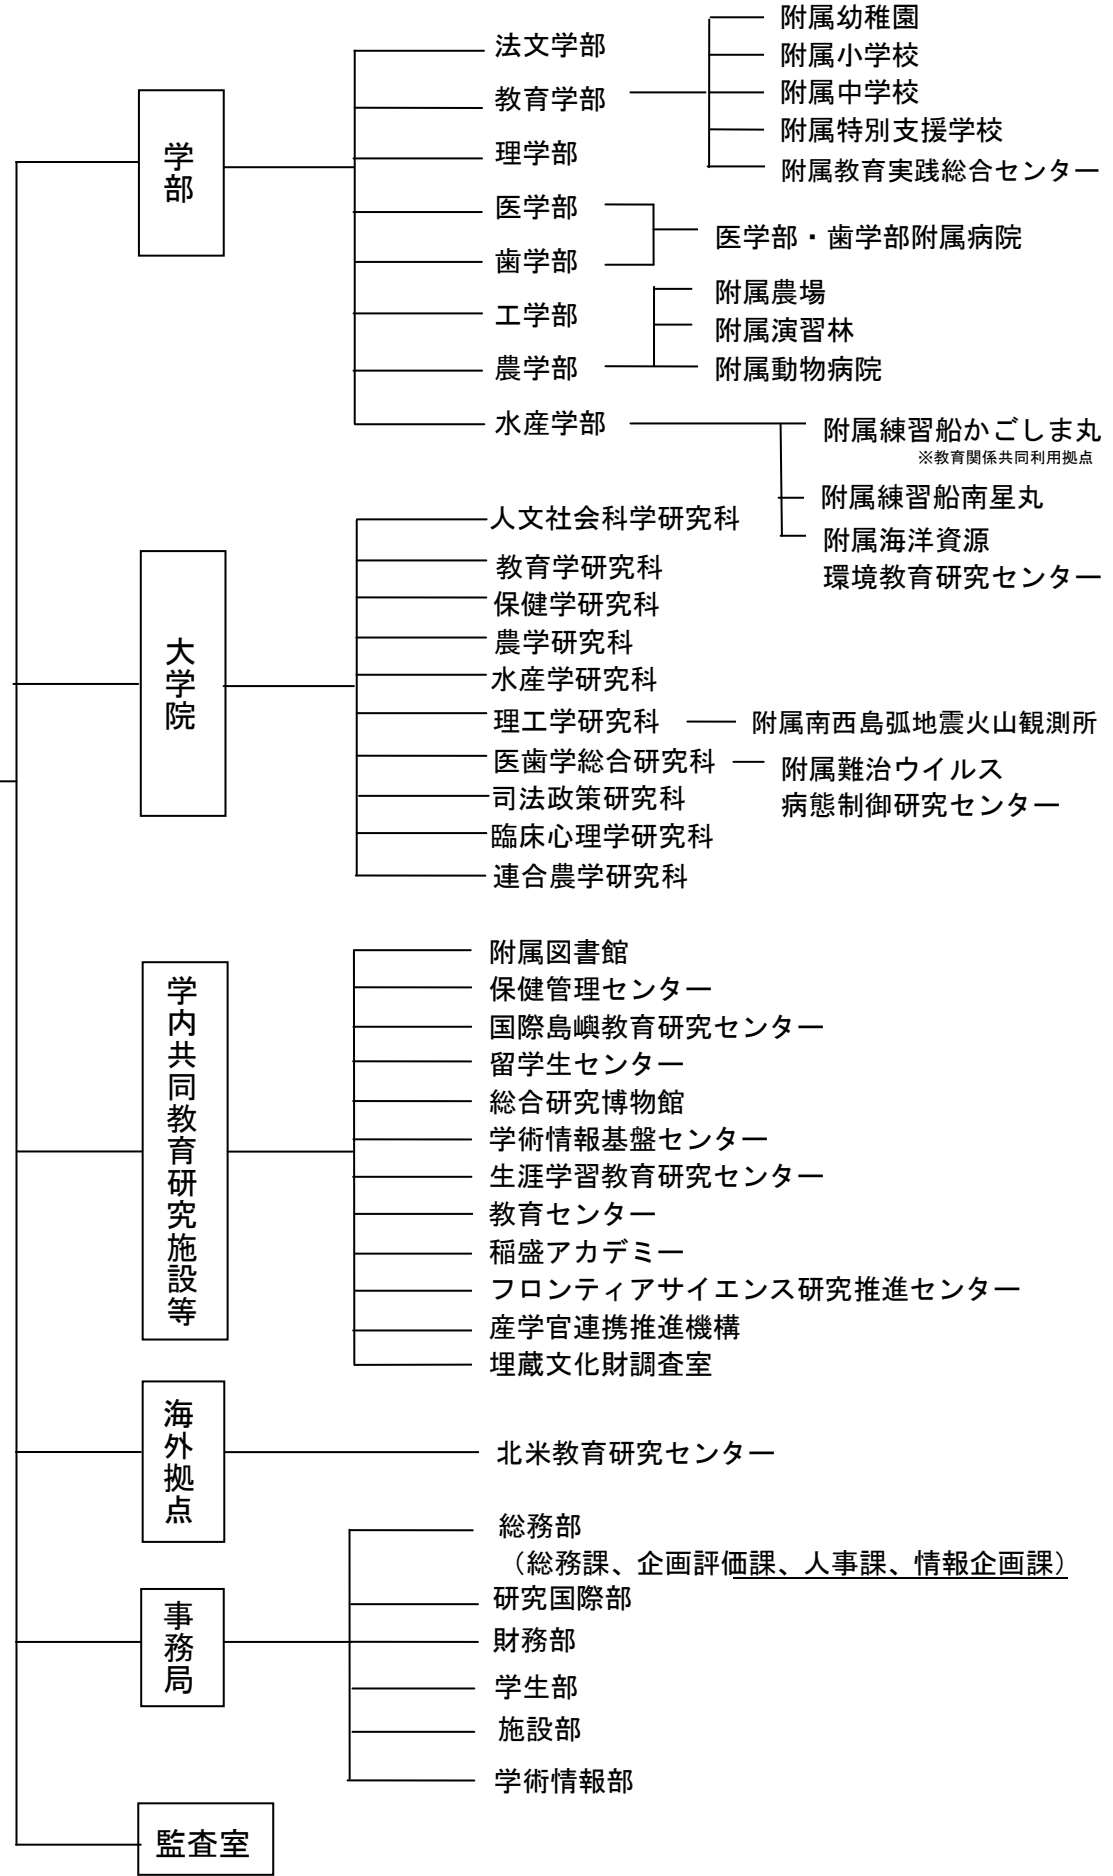 学部
法文学部
教育学部
附属幼稚園
附属小学校
附属中学校
附属特別支援学校
附属教育実践総合センター
理学部
医学部
歯学部
医学部・歯学部附属病院
工学部
農学部
附属農場
附属演習林
附属動物病院
水産学部
附属練習船かごしま丸
※教育関係共同利用拠点
附属練習船南星丸
附属海洋資源
環境教育研究センター
大学院
人文社会科学研究科
教育学研究科
保健学研究科
農学研究科
水産学研究科
理工学研究科
附属南西島弧地震火山観測所
医歯学総合研究科
附属難治ウイルス
病態制御研究センター
司法政策研究科
臨床心理学研究科
連合農学研究科
学内共同教育研究施設等
附属図書館
保健管理センター
国際島嶼教育研究センター
留学生センター
総合研究博物館
学術情報基盤センター
生涯学習教育研究センター
教育センター
稲盛アカデミー
フロンティアサイエンス研究推進センター
産学官連携推進機構
埋蔵文化財調査室
海外拠点
北米教育研究センター
事務局
総務部
（総務課、企画評価課、人事課、情報企画課）
研究国際部
財務部
学生部
施設部
学術情報部
監査室